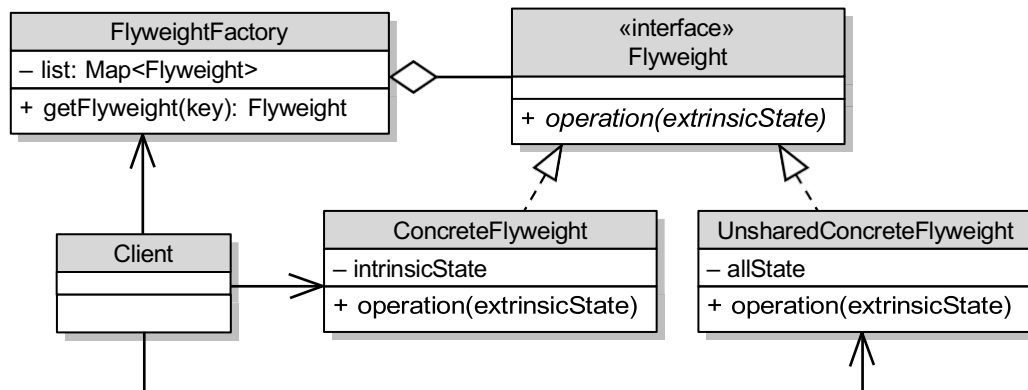 FlyweightFactory
– list: Map<Flyweight>
+ getFlyweight(key): Flyweight
«interface»
Flyweight
+ operation(extrinsicState)
Client
ConcreteFlyweight
– intrinsicState
+ operation(extrinsicState)
UnsharedConcreteFlyweight
– allState
+ operation(extrinsicState)